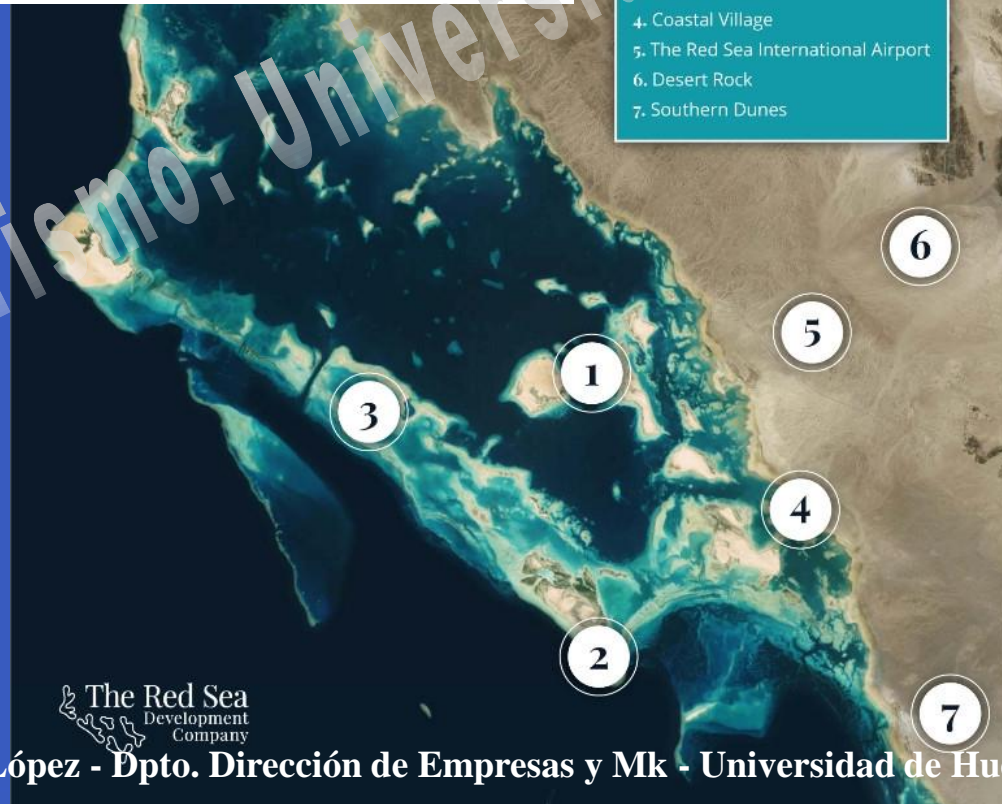 4. Coastal Village
5. The Red Sea International Airport
6. Desert Rock
7. Southern Dunes
6
5
1
3
4
2
7
The Red Sea
Development
Company
López - Dpto. Dirección de Empresas y Mk - Universidad de